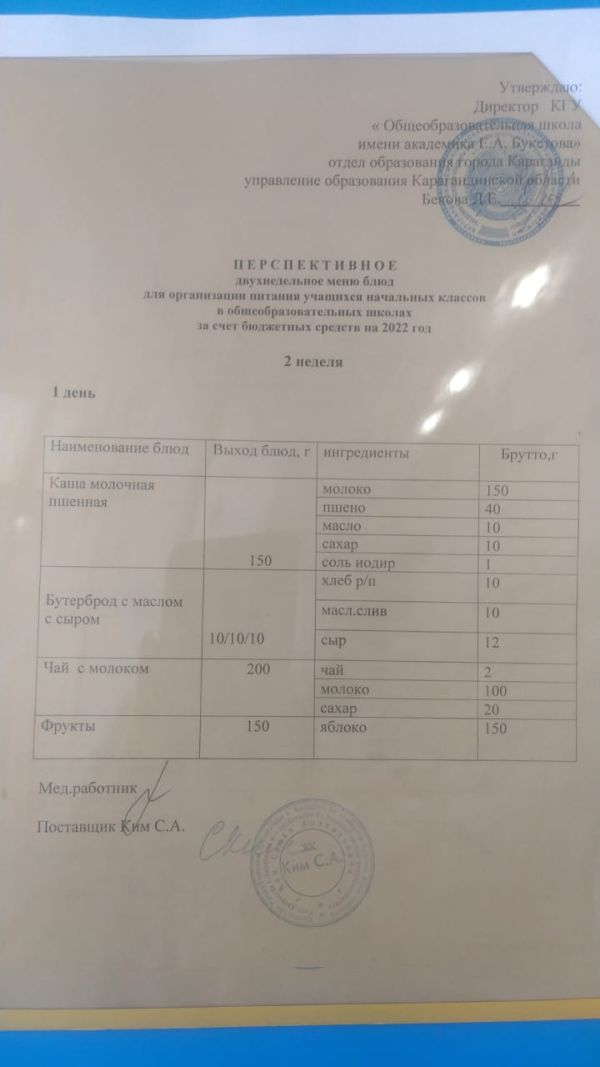 Утверждаю:
Директор КГУ
« Общеобразовательная школа
имени академика Е.А. Букетова»
отдел образования города Караганды
управление образования Карагандинской области
Бекова Л.Г.
ПЕРСПЕКТИВНОЕ
двухнедельное меню блюд
для организации питания учащихся начальных классов
в общеобразовательных школах
за счет бюджетных средств на 2022 год
2 неделя
1 день
Наименование блюд Выход блюд, г ингредиенты Брутто,г
Каша молочная
пшенная
150
молоко 150
пшено 40
масло 10
сахар 10
соль иодир 1
Бутерброд с маслом
с сыром
10/10/10
хлеб р/п 10
масл.слив 10
сыр 12
Чай с молоком 200 чай 2
молоко 100
сахар 20
Фрукты 150 яблоко 150
Мед.работник
Поставщик Ким С.А.
Ким С.А.